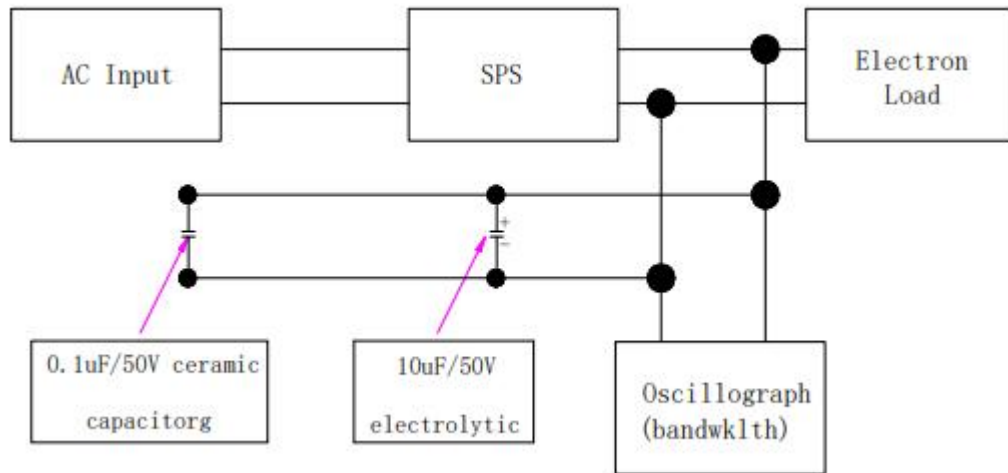 AC Input
SPS
Electron
Load
+
-
0.1uF/50V ceramic
capacitorg
10uF/50V
electrolytic
Oscillograph
(bandwklth)